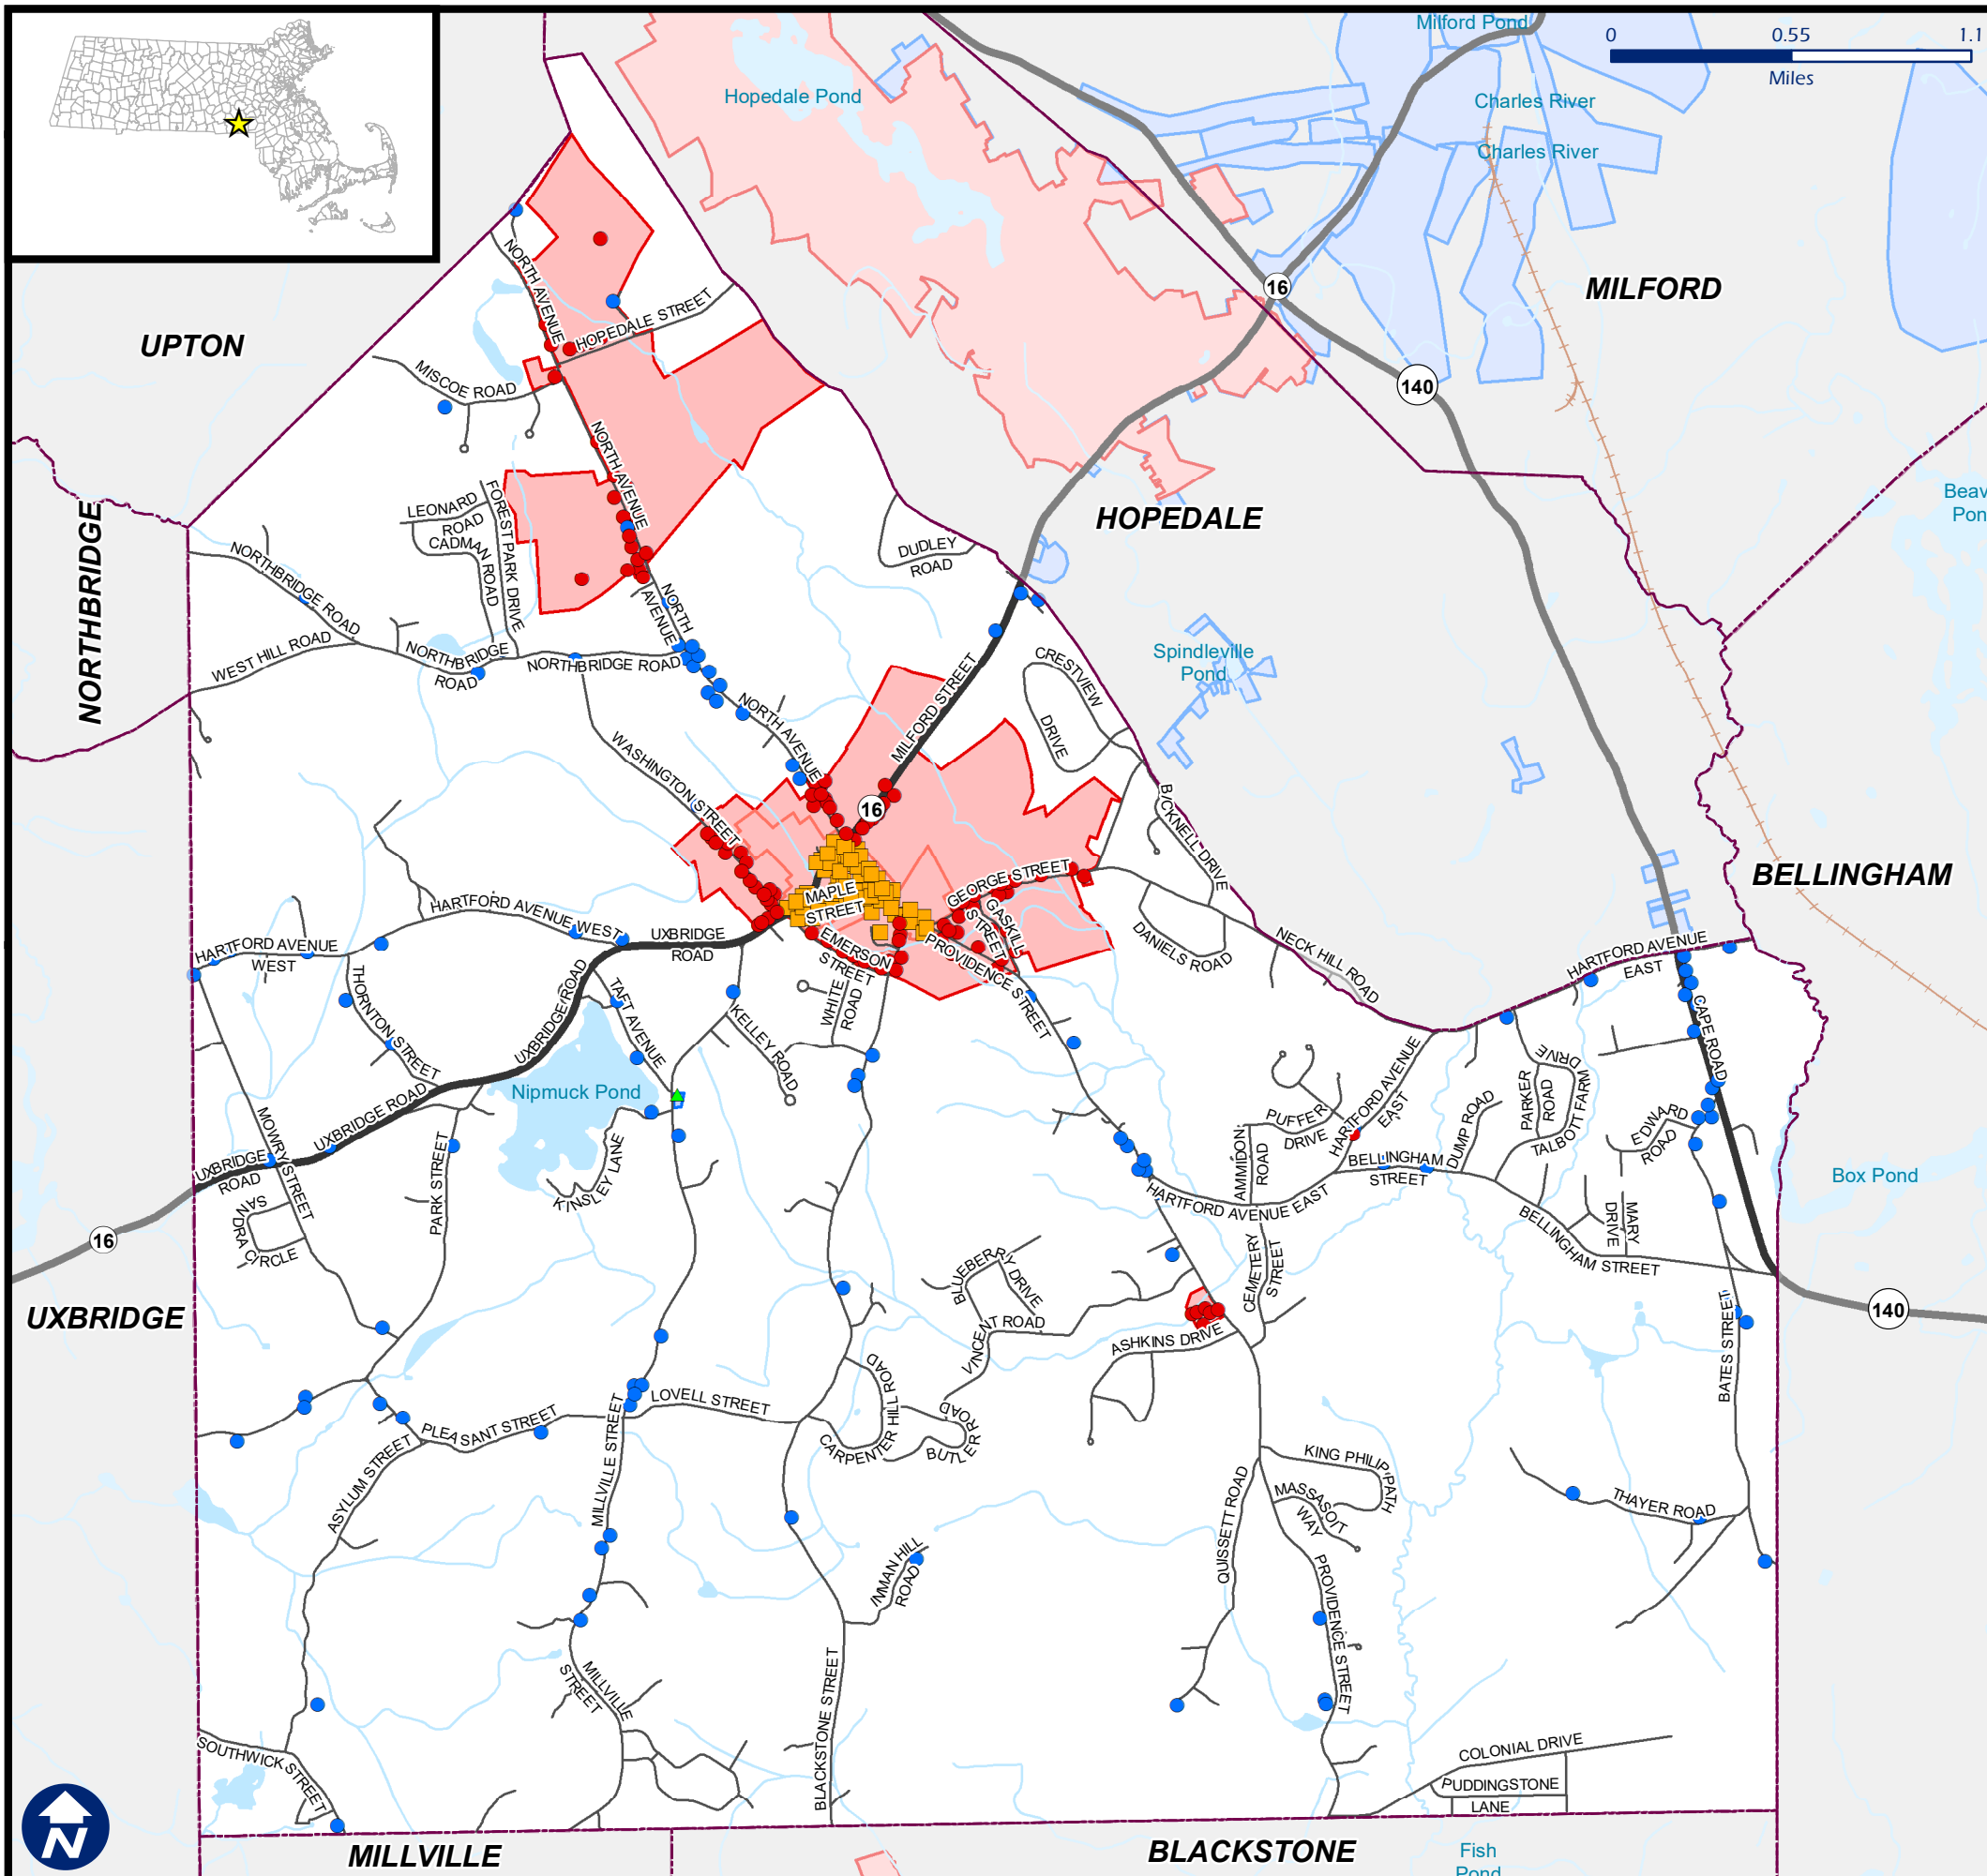 Milford Pond
0 0.55 1.1
Miles
Hopedale Pond
Charles River
Charles River
NORTH AVENUE
16
MILFORD
HOPEDALE STREET
UPTON
MISCOE ROAD
140
NORTH AVENUE
LEONARD
ROAD
FOREST PARK DRIVE
CADMAN ROAD
HOPEDALE
Beav
Pon
NORTHBRIDGE
DUDLEY
ROAD
NORTHBRIDGE ROAD
NORTH
AVENUE
WEST HILL ROAD
NORTHBRIDGE
ROAD
NORTHBRIDGE ROAD
Spindleville
Pond
CRESTVIEW
DRIVE
MILFORD STREET
NORTH AVENUE
WASHINGTON STREET
16
BICKNELL DRIVE
BELLINGHAM
GEORGE STREET
MAPLE
STREET
HARTFORD AVENUE WEST
GASKILL
STREET
UXBRIDGE
ROAD
EMERSON
STREET
PROVIDENCE STREET
DANIELS ROAD
NECK HILL ROAD
HARTFORD AVENUE
WEST
HARTFORD AVENUE
EAST
THORNTON STREET
UXBRIDGE ROAD
TAFT AVENUE
WHITE
ROAD
KELLEY ROAD
CAPE ROAD
Nipmuck Pond
DRIVE
PARKER
ROAD
TALBOTT FARM
HARTFORD AVENUE
EAST
DUMP ROAD
PUFFER
DRIVE
EDWARD
ROAD
MOWRY STREET
UXBRIDGE ROAD
PARK STREET
KINSLEY LANE
AMMIDON
ROAD
BELLINGHAM
STREET
Box Pond
UXBRIDGE
ROAD
HARTFORD AVENUE EAST
SANDRA CIRCLE
MARY
DRIVE
BELLINGHAM STREET
16
BLUEBERRY DRIVE
CEMETERY
STREET
140
UXBRIDGE
VINCENT ROAD
ASHKINS DRIVE
BATES STREET
LOVELL STREET
CARPENTER HILL ROAD
BUTLER ROAD
PLEASANT STREET
ASYLUM STREET
MILLVILLE STREET
KING PHILIP PATH
MASSASOIT
WAY
QUISSETT ROAD
THAYER ROAD
INMAN HILL
ROAD
PROVIDENCE STREET
MILLVILLE
STREET
BLACKSTONE STREET
SOUTHWICK STREET
COLONIAL DRIVE
PUDDINGSTONE
LANE
N
MILLVILLE
BLACKSTONE
Fish
Pond